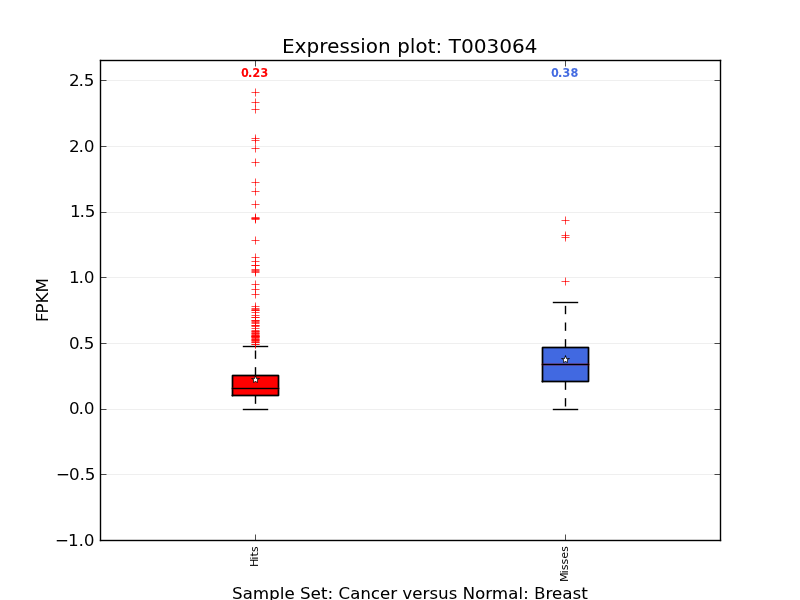 Expression plot: T003064
0.23
0.38
2.5
2.0
1.5
1.0
0.5
0.0
−0.5
−1.0
FPKM
Hits
Misses
Sample Set: Cancer versus Normal: Breast